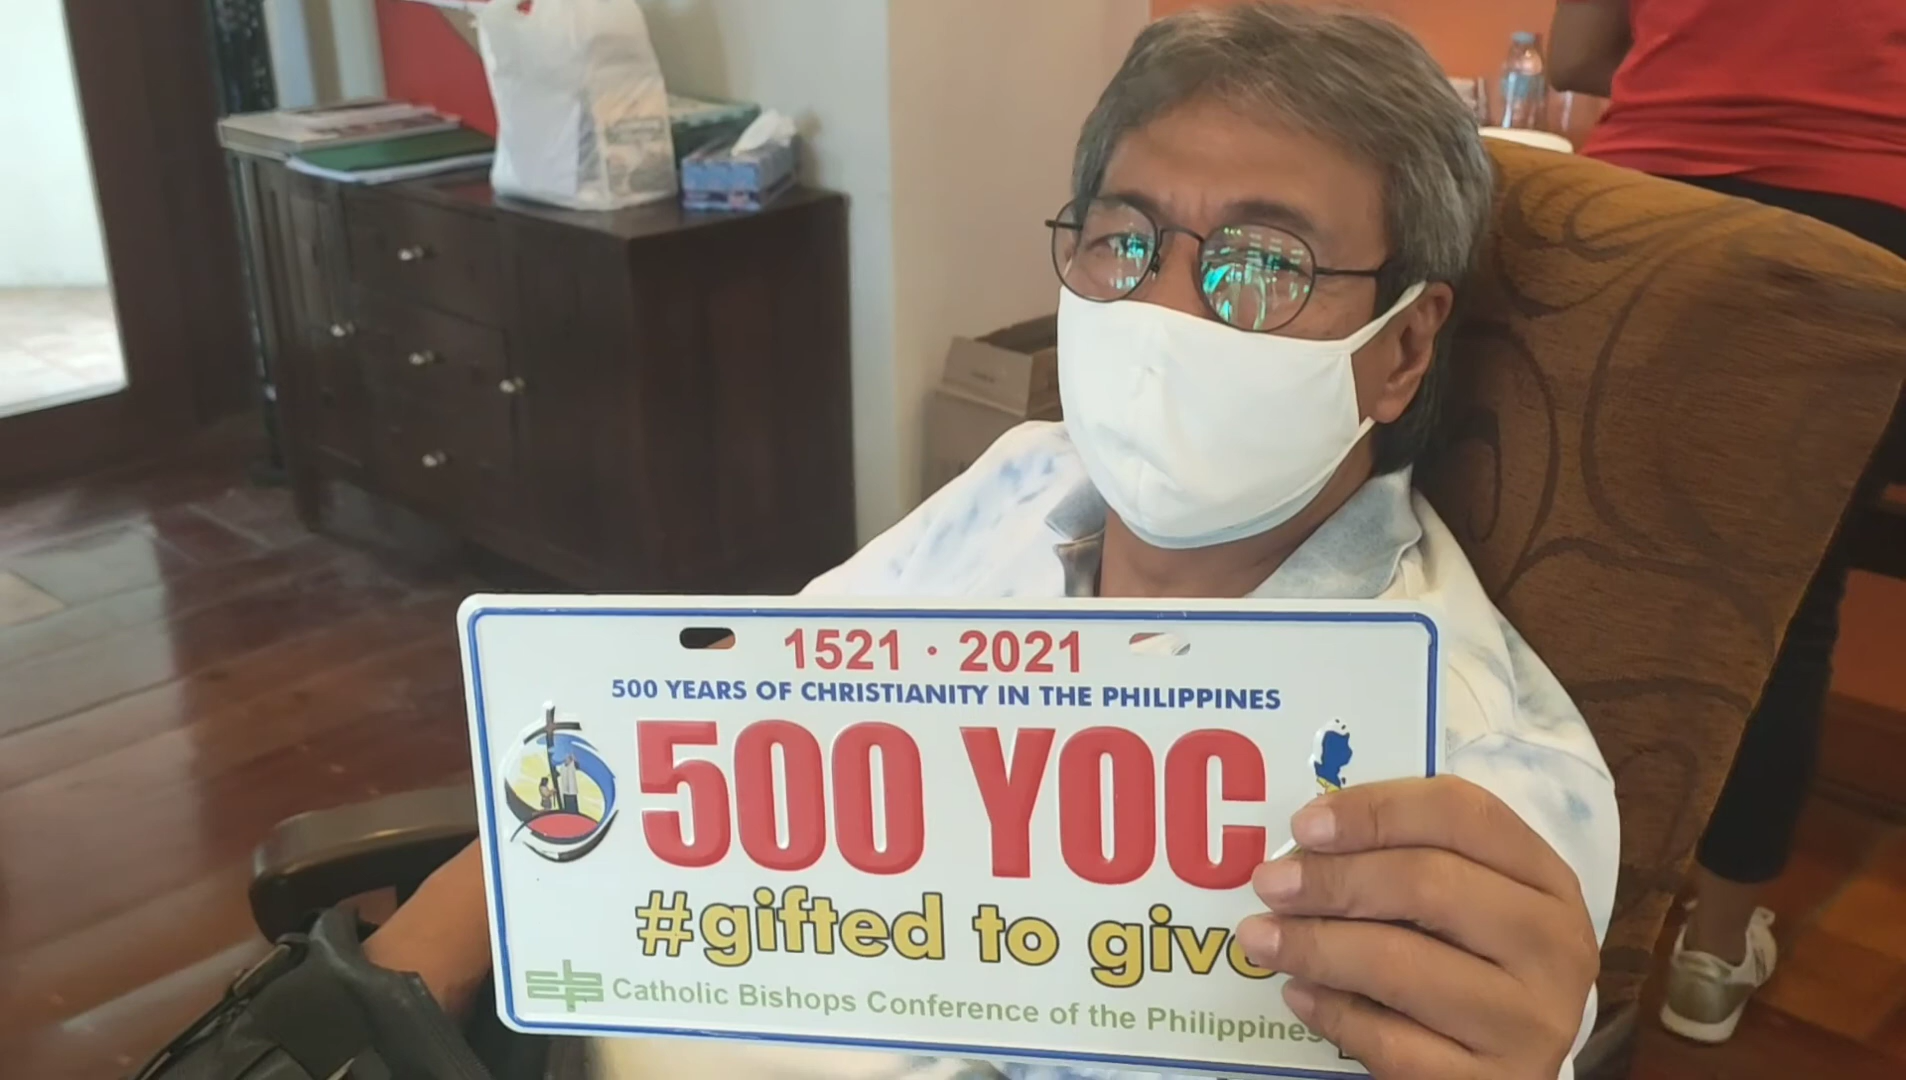 1521 · 2021
500 YEARS OF CHRISTIANITY IN THE PHILIPPINES
500 YOC
#gifted to give
Catholic Bishops Conference of the Philippines